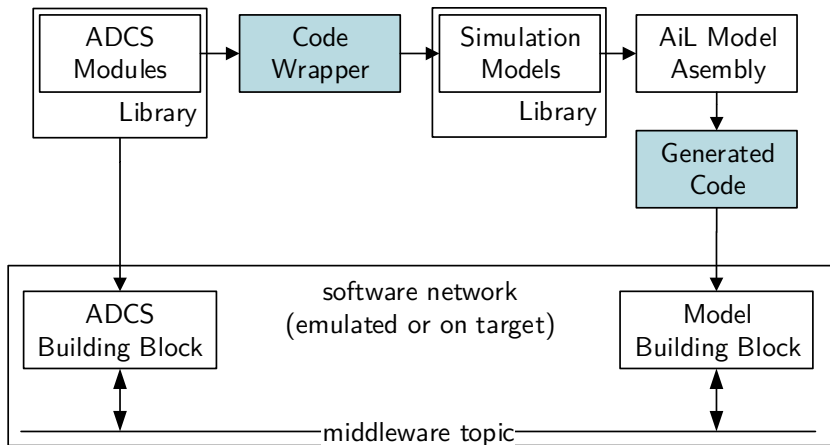 ADCS
Modules
Library
Code
Wrapper
Simulation
Models
Library
AiL Model
Asembly
Generated
Code
software network
(emulated or on target)
ADCS
Building Block
Model
Building Block
middleware topic